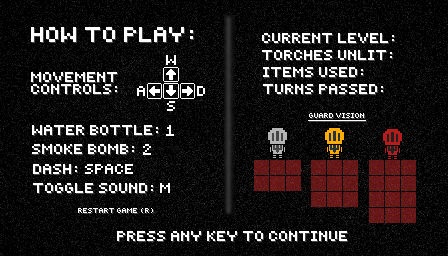 HOW TO PLAY:
MOVEMENT
CONTROLS:
W
A
D
S
WATER BOTTLE: 1
SMOKE BOMB: 2
DASH: SPACE
TOGGLE SOUND: M
RESTART GAME (R)
CURRENT LEVEL:
TORCHES UNLIT:
ITEMS USED:
TURNS PASSED:
GUARD VISION
PRESS ANY KEY TO CONTINUE